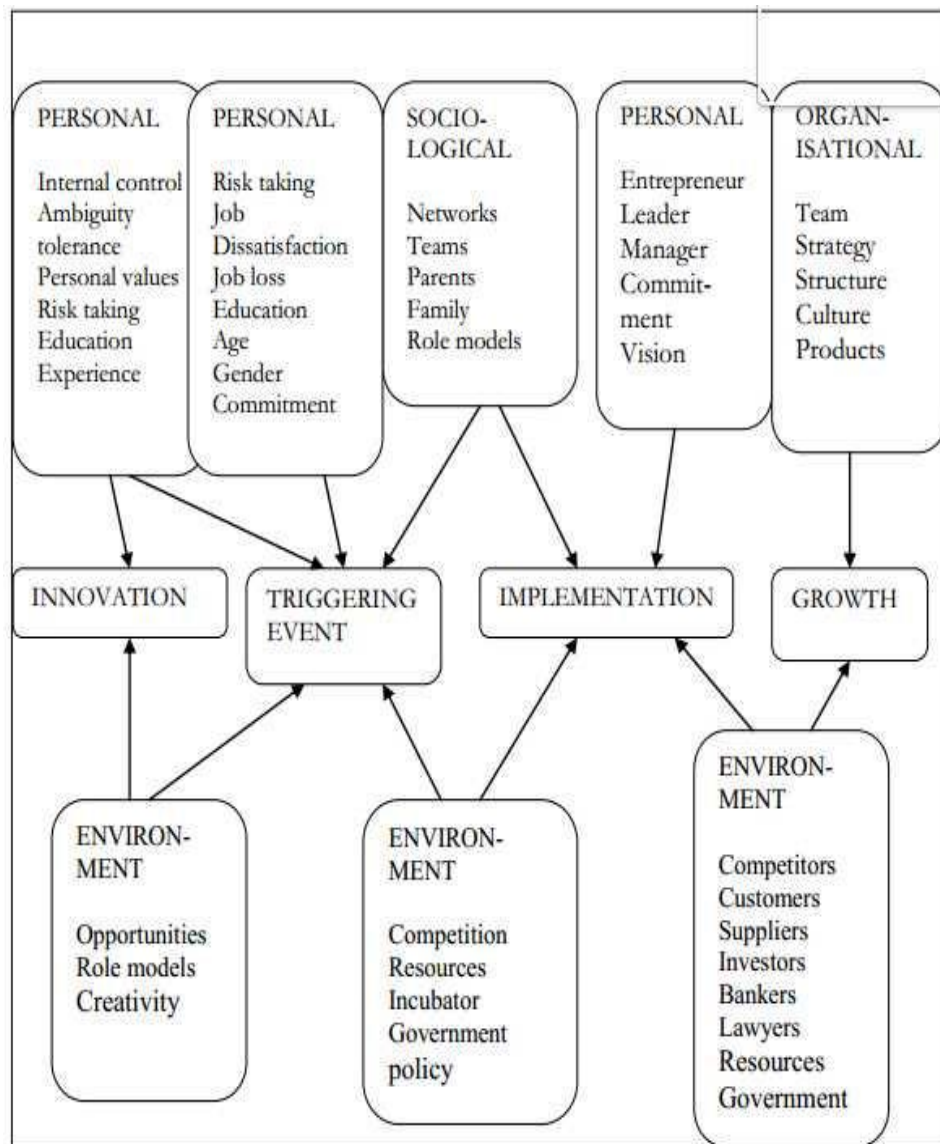 PERSONAL
Internal control
Ambiguity
tolerance
Personal values
Risk taking
Education
Experience
PERSONAL
Risk taking
Job
Dissatisfaction
Job loss
Education
Age
Gender
Commitment
SOCIO-
LOGICAL
Networks
Teams
Parents
Family
Role models
PERSONAL
Entrepreneur
Leader
Manager
Commit-
ment
Vision
ORGAN-
ISATIONAL
Team
Strategy
Structure
Culture
Products
INNOVATION
TRIGGERING
EVENT
IMPLEMENTATION
GROWTH
ENVIRON-
MENT
Opportunities
Role models
Creativity
ENVIRON-
MENT
Competition
Resources
Incubator
Government
policy
ENVIRON-
MENT
Competitors
Customers
Suppliers
Investors
Bankers
Lawyers
Resources
Government